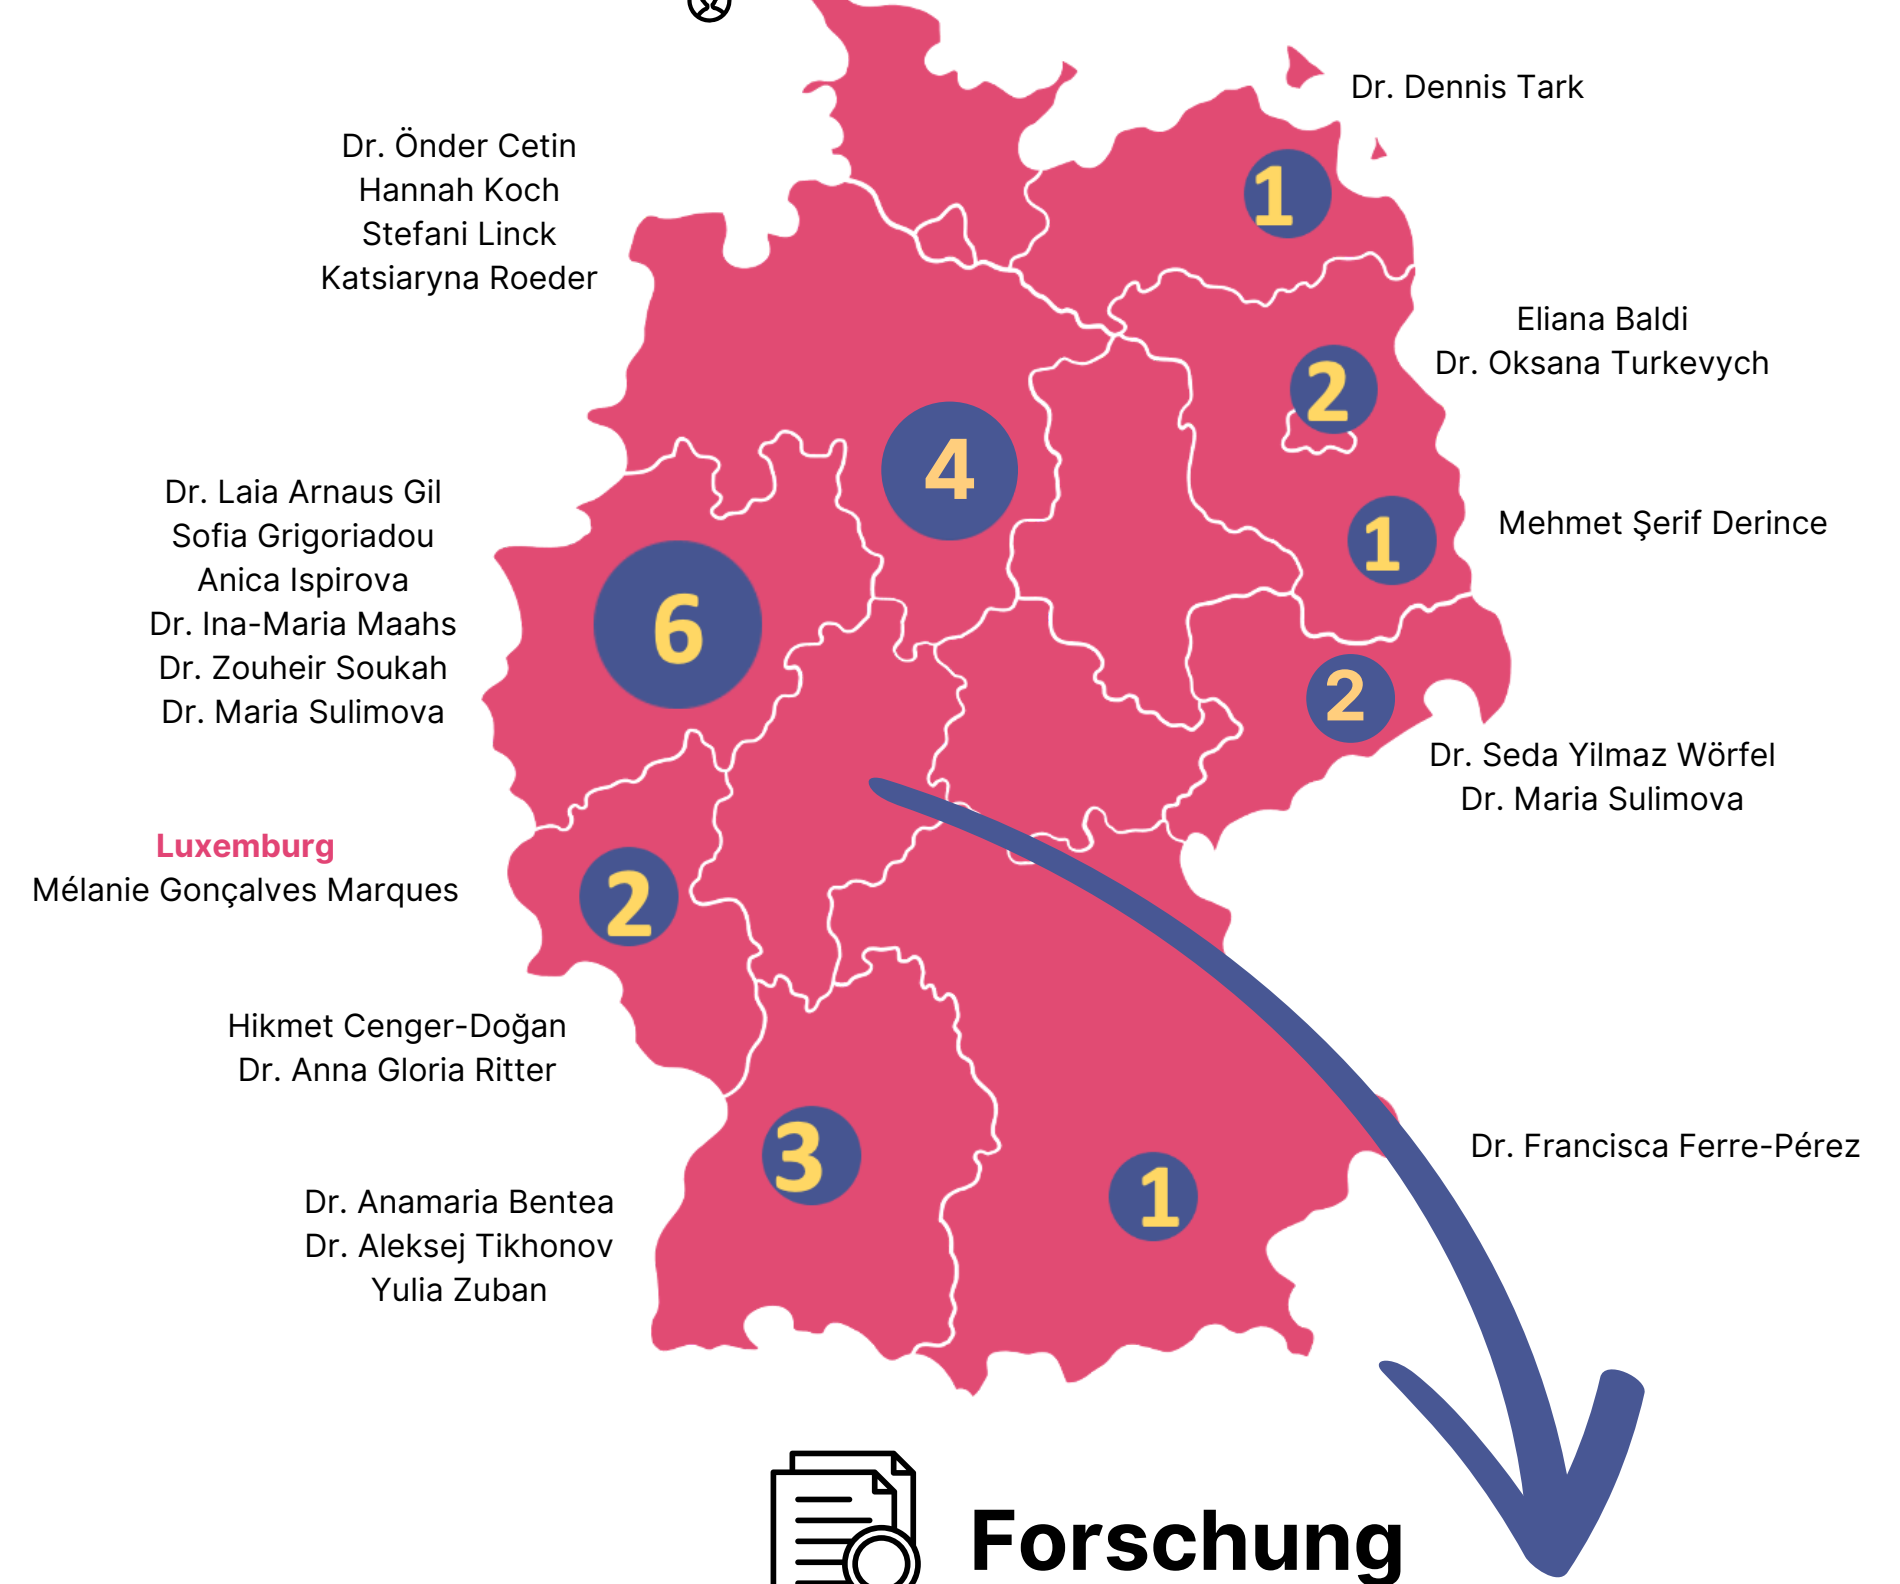 Dr. Dennis Tark
Dr. Önder Cetin
Hannah Koch
Stefani Linck
Katsiaryna Roeder
1
Eliana Baldi
Dr. Oksana Turkevych
2
4
Dr. Laia Arnaus Gil
Sofia Grigoriadou
Anica Ispirova
Dr. Ina-Maria Maahs
Dr. Zouheir Soukah
Dr. Maria Sulimova
6
1
Mehmet Şerif Derince
2
Dr. Seda Yilmaz Wörfel
Dr. Maria Sulimova
Luxemburg
Mélanie Gonçalves Marques
2
Hikmet Cenger-Doğan
Dr. Anna Gloria Ritter
3
1
Dr. Francisca Ferre-Pérez
Dr. Anamaria Bentea
Dr. Aleksej Tikhonov
Yulia Zuban
Forschung